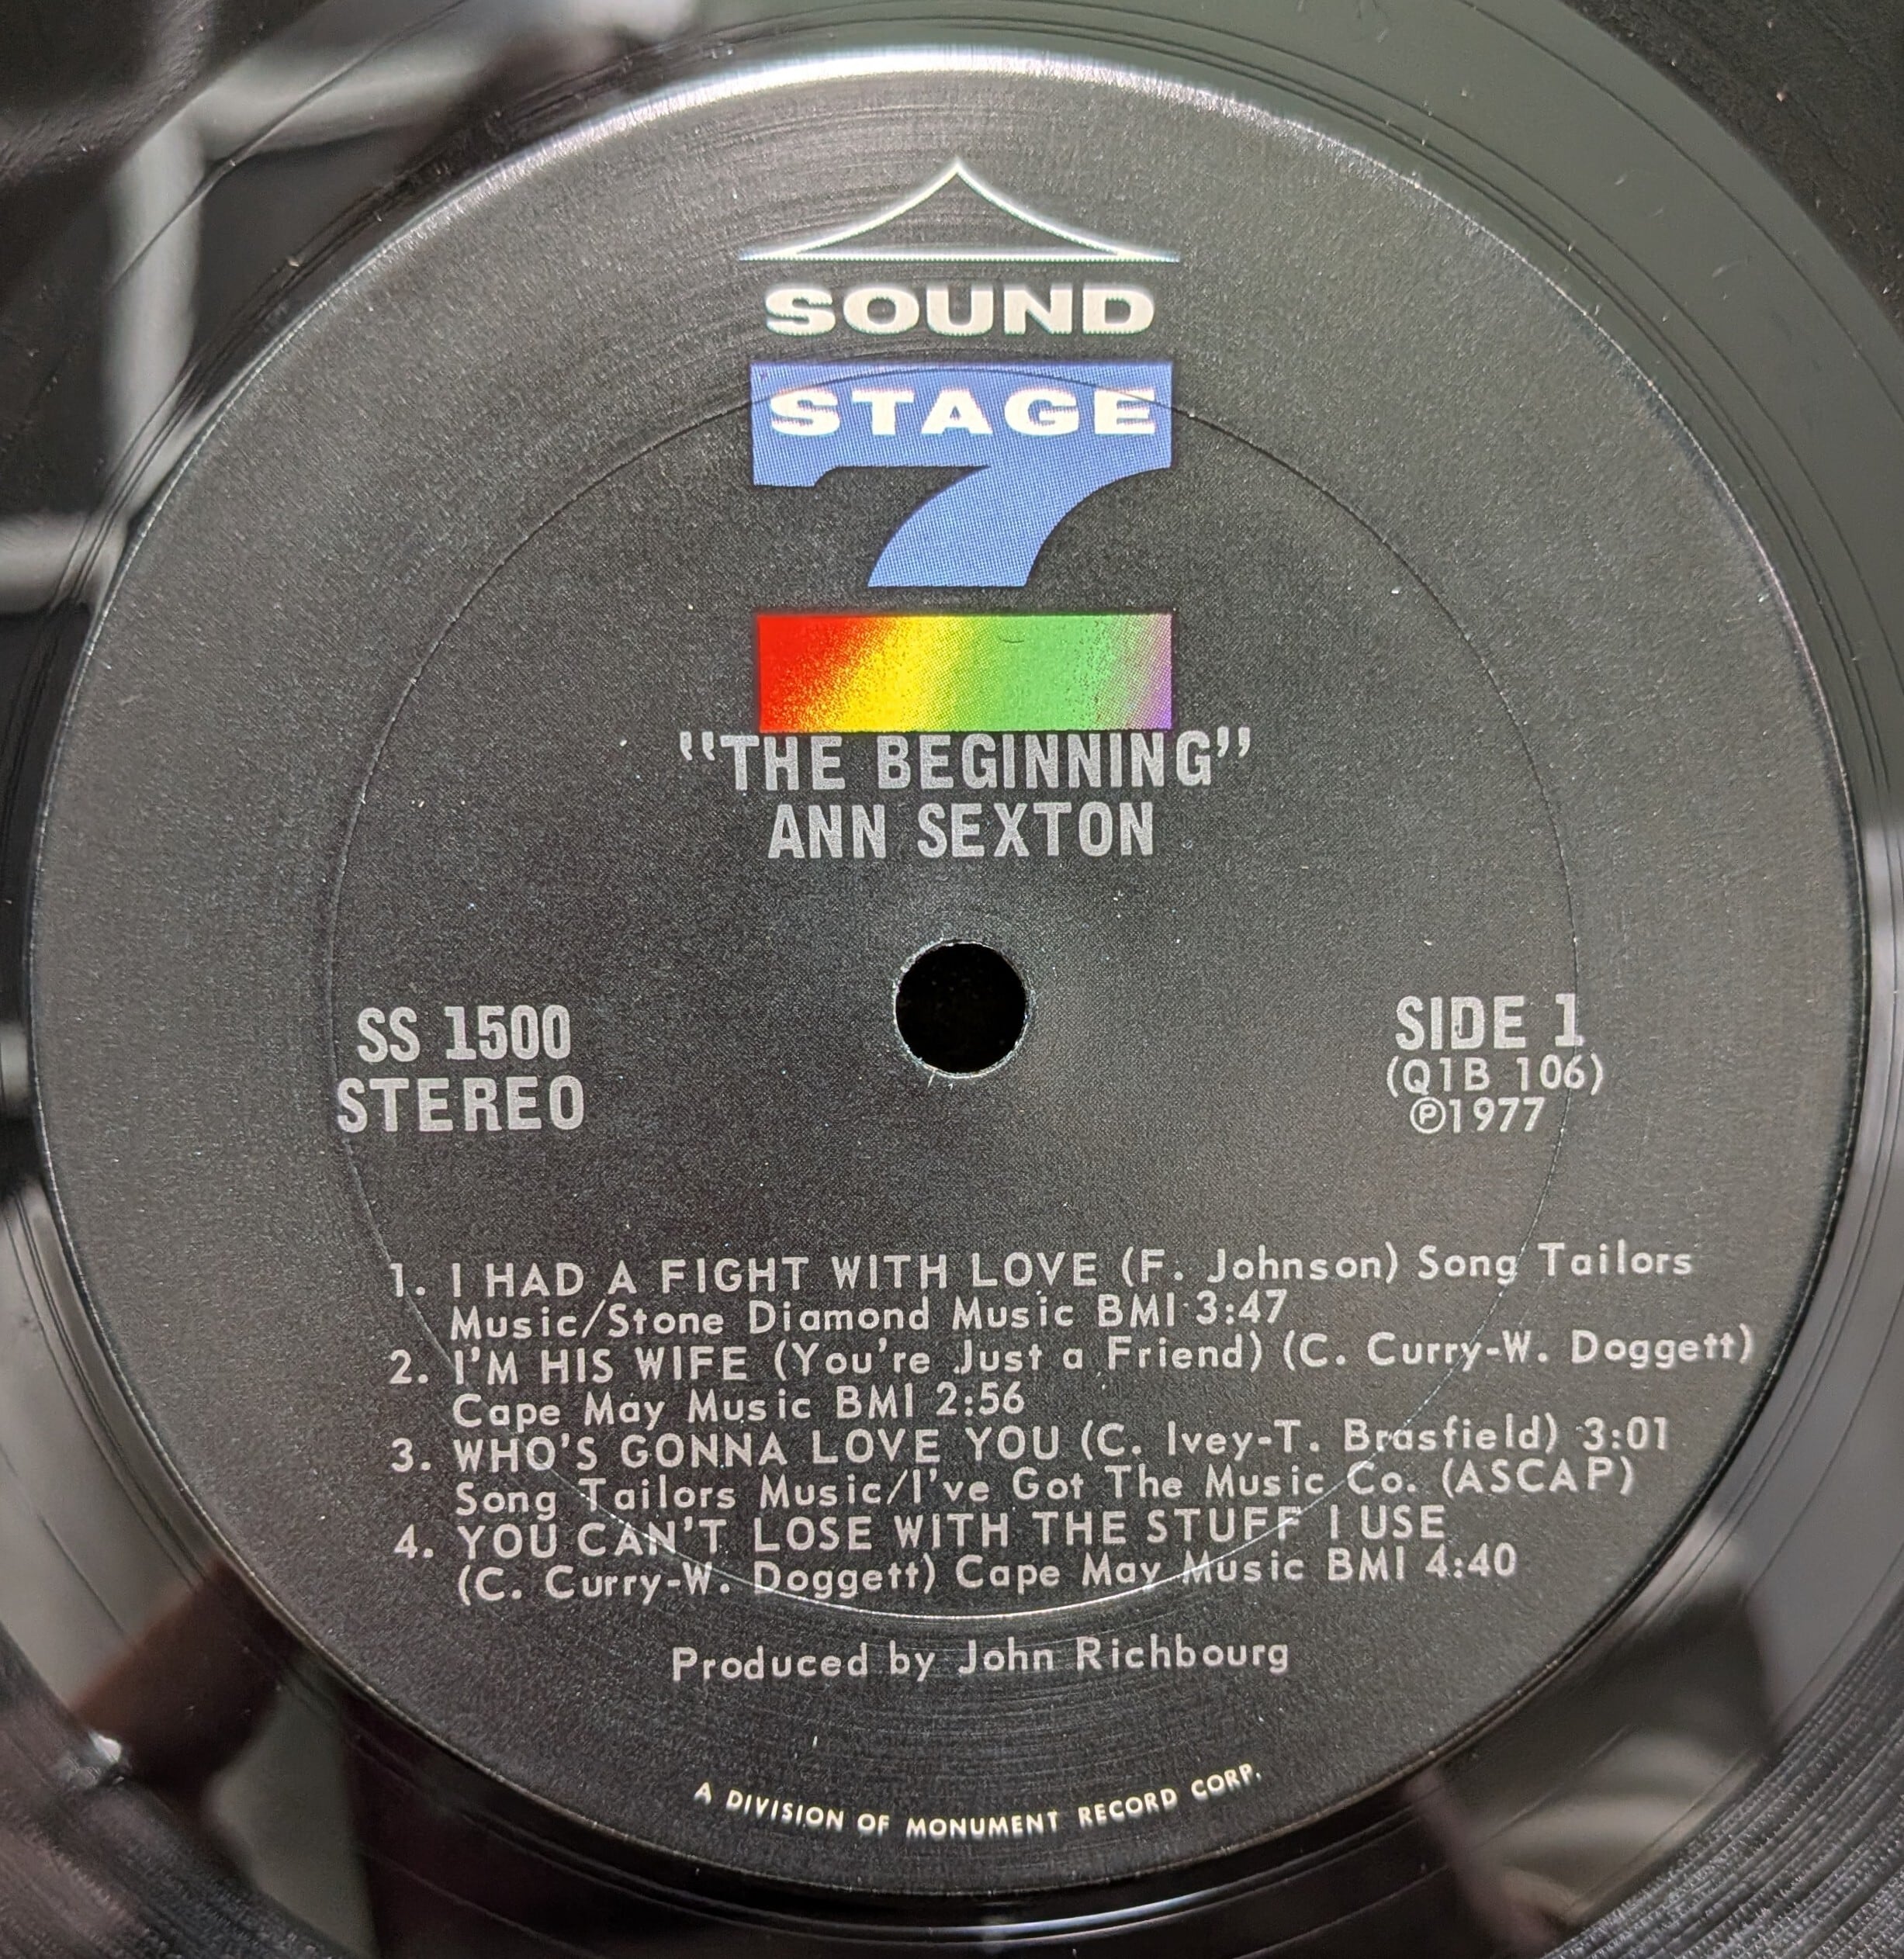 SOUND
STAGE
7
"THE BEGINNING"
ANN SEXTON
SS 1500
STEREO
SIDE 1
(Q1B 106)
℗1977
1. I HAD A FIGHT WITH LOVE (F. Johnson) Song Tailors
Music/Stone Diamond Music BMI 3:47
2. I'M HIS WIFE (You're Just a Friend) (C. Curry-W. Doggett)
Cape May Music BMI 2:56
3. WHO'S GONNA LOVE YOU (C. Ivey-T. Brasfield) 3:01
Song Tailors Music/I've Got The Music Co. (ASCAP)
4. YOU CAN'T LOSE WITH THE STUFF I USE
(C. Curry-W. Doggett) Cape May Music BMI 4:40
Produced by John Richbourg
A DIVISION OF MONUMENT RECORD CORP.